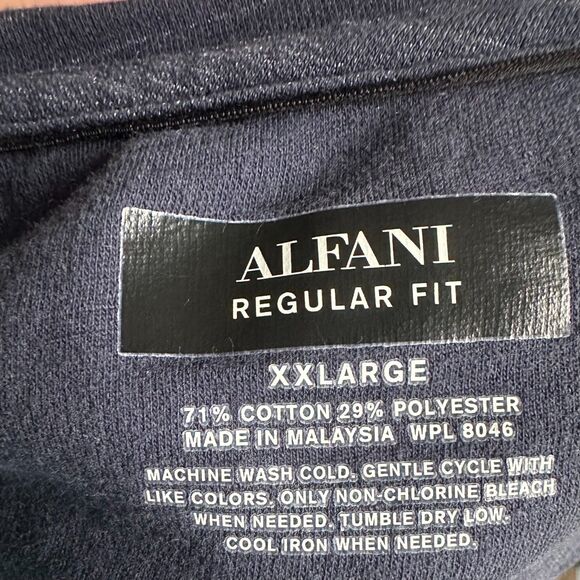 ALFANI
REGULAR FIT
XXLARGE
71% COTTON 29% POLYESTER
MADE IN MALAYSIA WPL 8046
MACHINE WASH COLD. GENTLE CYCLE WITH
LIKE COLORS. ONLY NON-CHLORINE BLEACH
WHEN NEEDED. TUMBLE DRY LOW.
COOL IRON WHEN NEEDED.